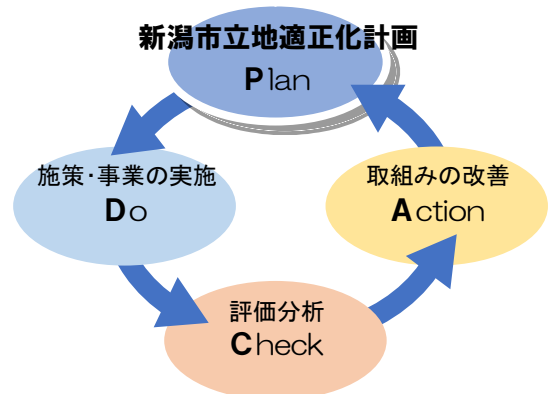 新潟市立地適正化計画
Plan
施策・事業の実施
Do
評価分析
Check
取組みの改善
Action